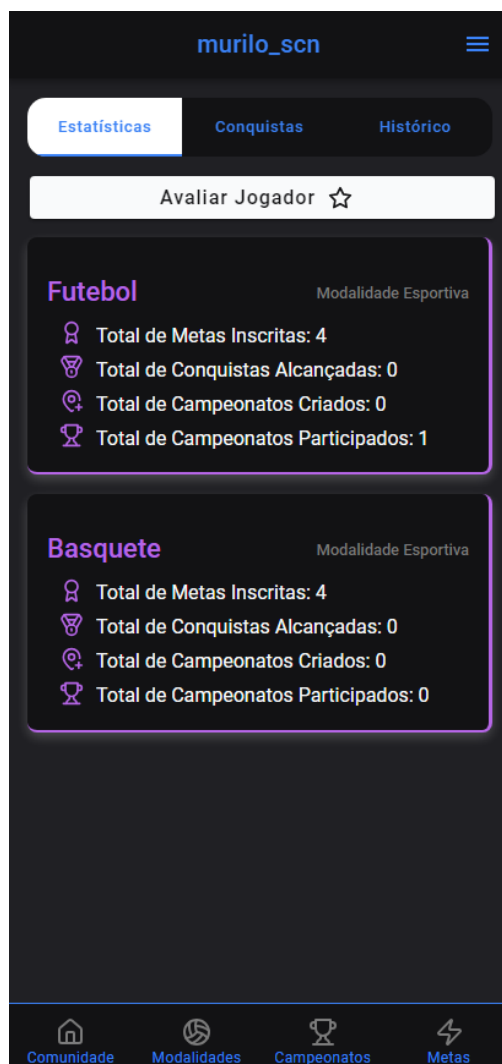 murilo_scn
Estatísticas Conquistas Histórico
Avaliar Jogador
Futebol Modalidade Esportiva
Total de Metas Inscritas: 4
Total de Conquistas Alcançadas: 0
Total de Campeonatos Criados: 0
Total de Campeonatos Participados: 1
Basquete Modalidade Esportiva
Total de Metas Inscritas: 4
Total de Conquistas Alcançadas: 0
Total de Campeonatos Criados: 0
Total de Campeonatos Participados: 0
Comunidade Modalidades Campeonatos Metas